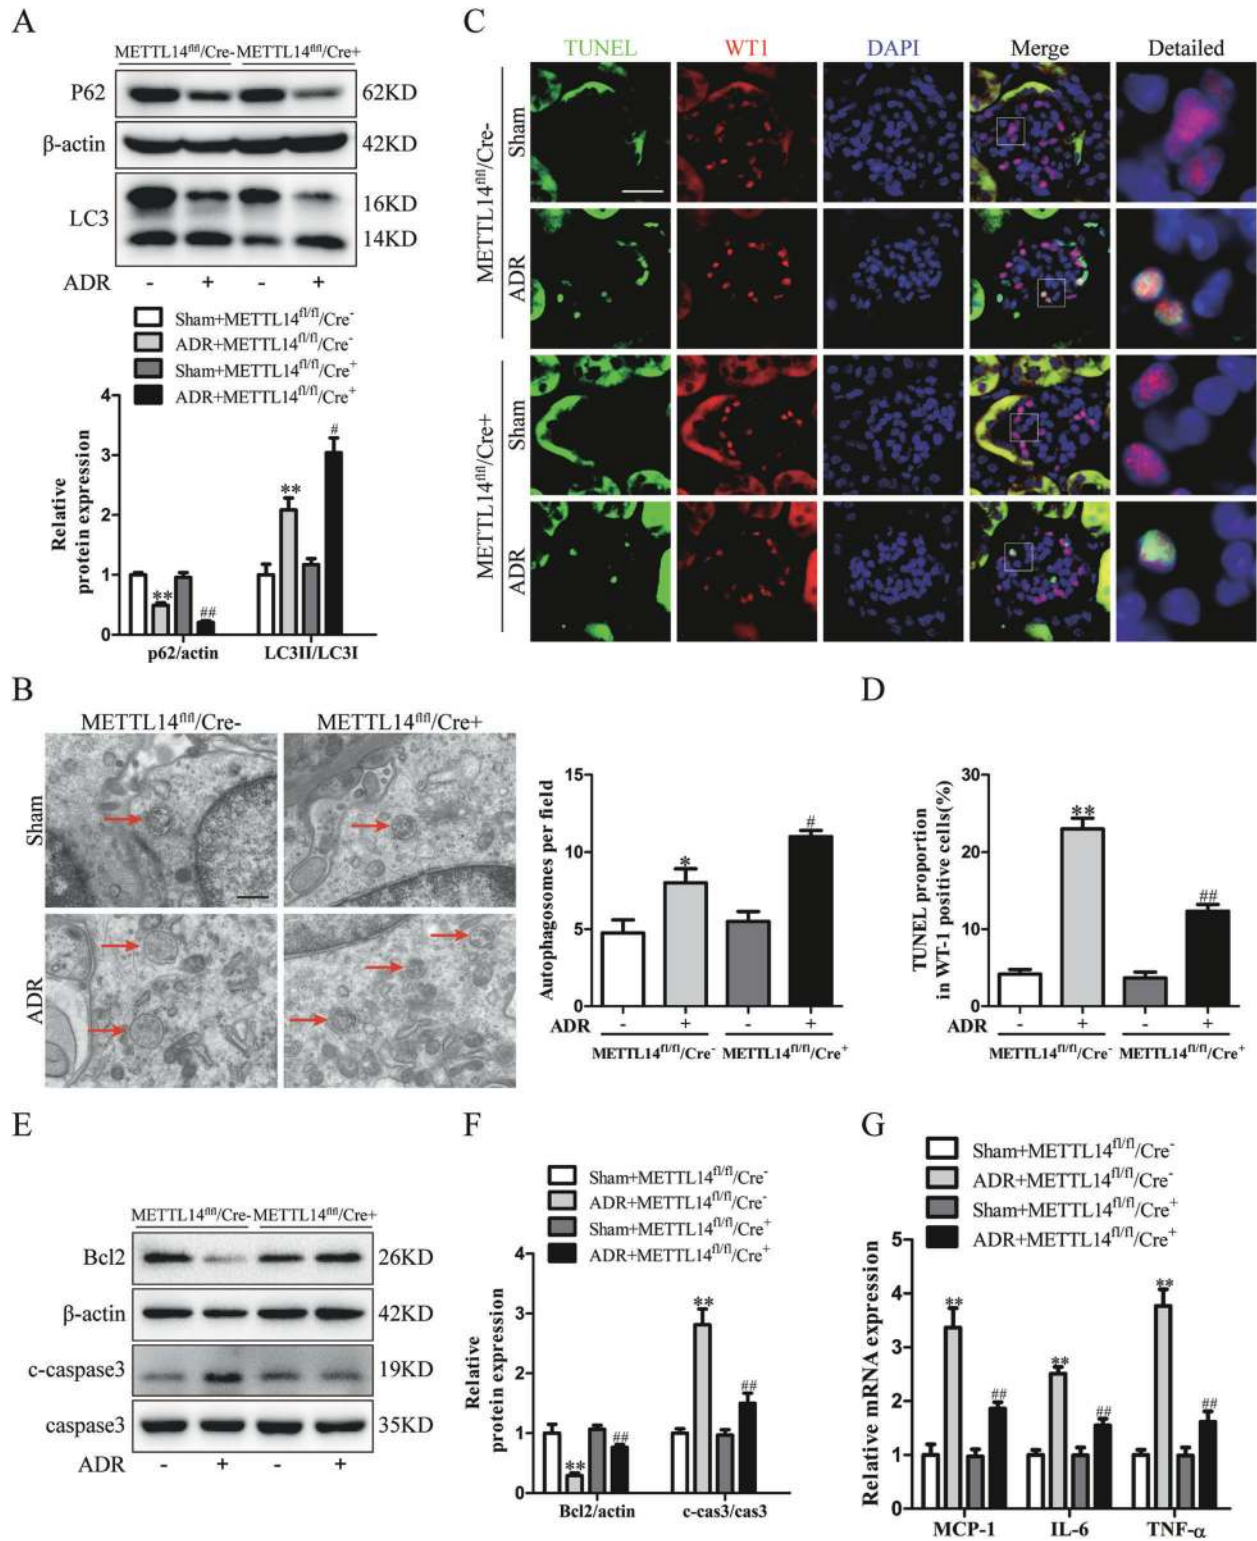 A
METTL14fl/fl/Cre- METTL14fl/fl/Cre+
P62 62KD
β-actin 42KD
LC3 16KD
14KD
ADR - + - +
Sham+METTL14fl/fl/Cre-
ADR+METTL14fl/fl/Cre-
Sham+METTL14fl/fl/Cre+
ADR+METTL14fl/fl/Cre+
Relative
protein expression
4
3
2
1
0
**
##
**
#
p62/actin LC3II/LC3I
C
TUNEL WT1 DAPI Merge Detailed
METTL14fl/fl/Cre-
Sham
ADR
METTL14fl/fl/Cre+
Sham
ADR
B
METTL14fl/fl/Cre- METTL14fl/fl/Cre+
Sham
ADR
Autophagosomes per field
15
10
5
0
*
#
ADR - + - +
METTL14fl/fl/Cre- METTL14fl/fl/Cre+
D
TUNEL proportion
in WT-1 positive cells(%)
30
20
10
0
**
##
ADR - + - +
METTL14fl/fl/Cre- METTL14fl/fl/Cre+
E
METTL14fl/fl/Cre- METTL14fl/fl/Cre+
Bcl2 26KD
β-actin 42KD
c-caspase3 19KD
caspase3 35KD
ADR - + - +
F
Sham+METTL14fl/fl/Cre-
ADR+METTL14fl/fl/Cre-
Sham+METTL14fl/fl/Cre+
ADR+METTL14fl/fl/Cre+
Relative
protein expression
4
3
2
1
0
**
##
**
##
Bcl2/actin c-cas3/cas3
G
Sham+METTL14fl/fl/Cre-
ADR+METTL14fl/fl/Cre-
Sham+METTL14fl/fl/Cre+
ADR+METTL14fl/fl/Cre+
Relative mRNA expression
5
4
3
2
1
0
**
##
**
##
**
##
MCP-1 IL-6 TNF-α